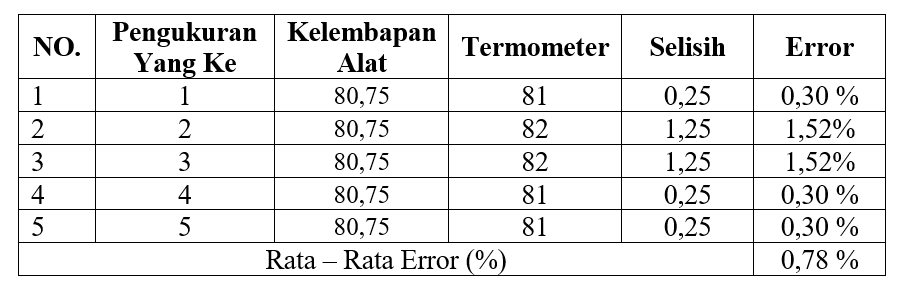 NO. Pengukuran Yang Ke Kelembapan Alat Termometer Selisih Error
1 1 80,75 81 0,25 0,30 %
2 2 80,75 82 1,25 1,52%
3 3 80,75 82 1,25 1,52%
4 4 80,75 81 0,25 0,30 %
5 5 80,75 81 0,25 0,30 %
Rata – Rata Error (%) 0,78 %